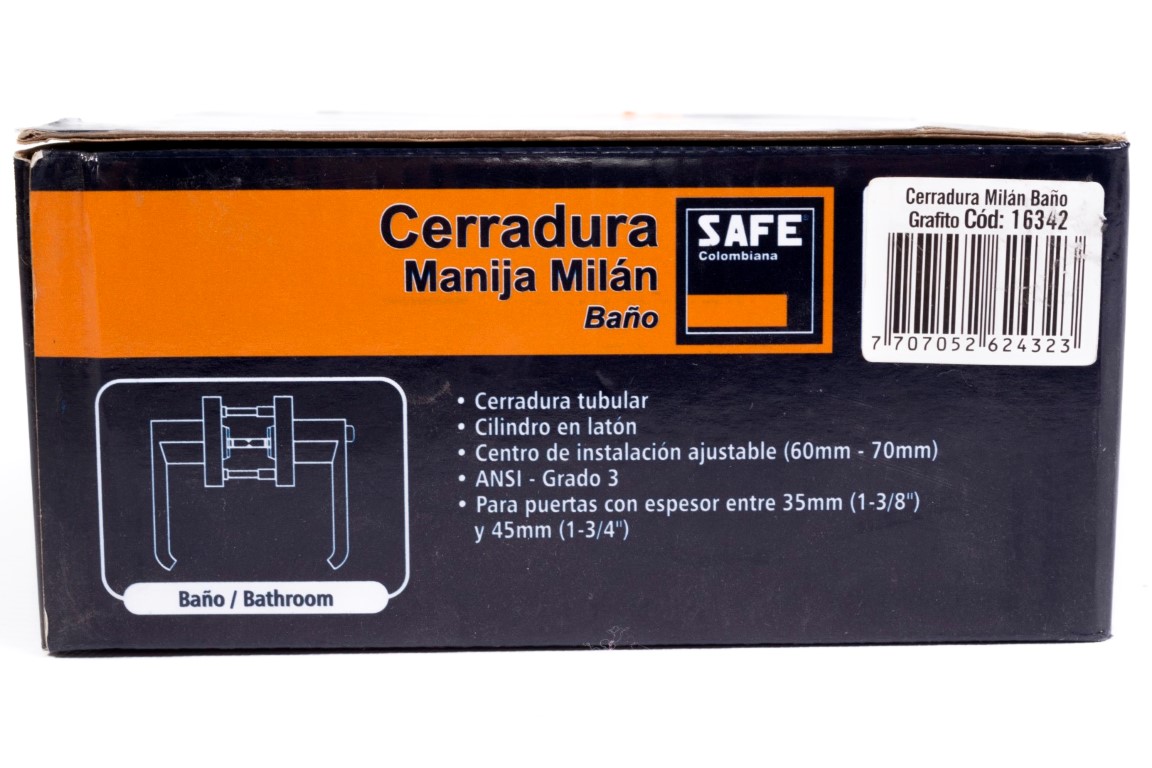 Cerradura
Manija Milán
Baño
SAFE
Colombiana
Cerradura Milán Baño
Grafito Cód: 16342
7 707052 624323
• Cerradura tubular
• Cilindro en latón
• Centro de instalación ajustable (60mm - 70mm)
• ANSI - Grado 3
• Para puertas con espesor entre 35mm (1-3/8")
y 45mm (1-3/4")
Baño / Bathroom